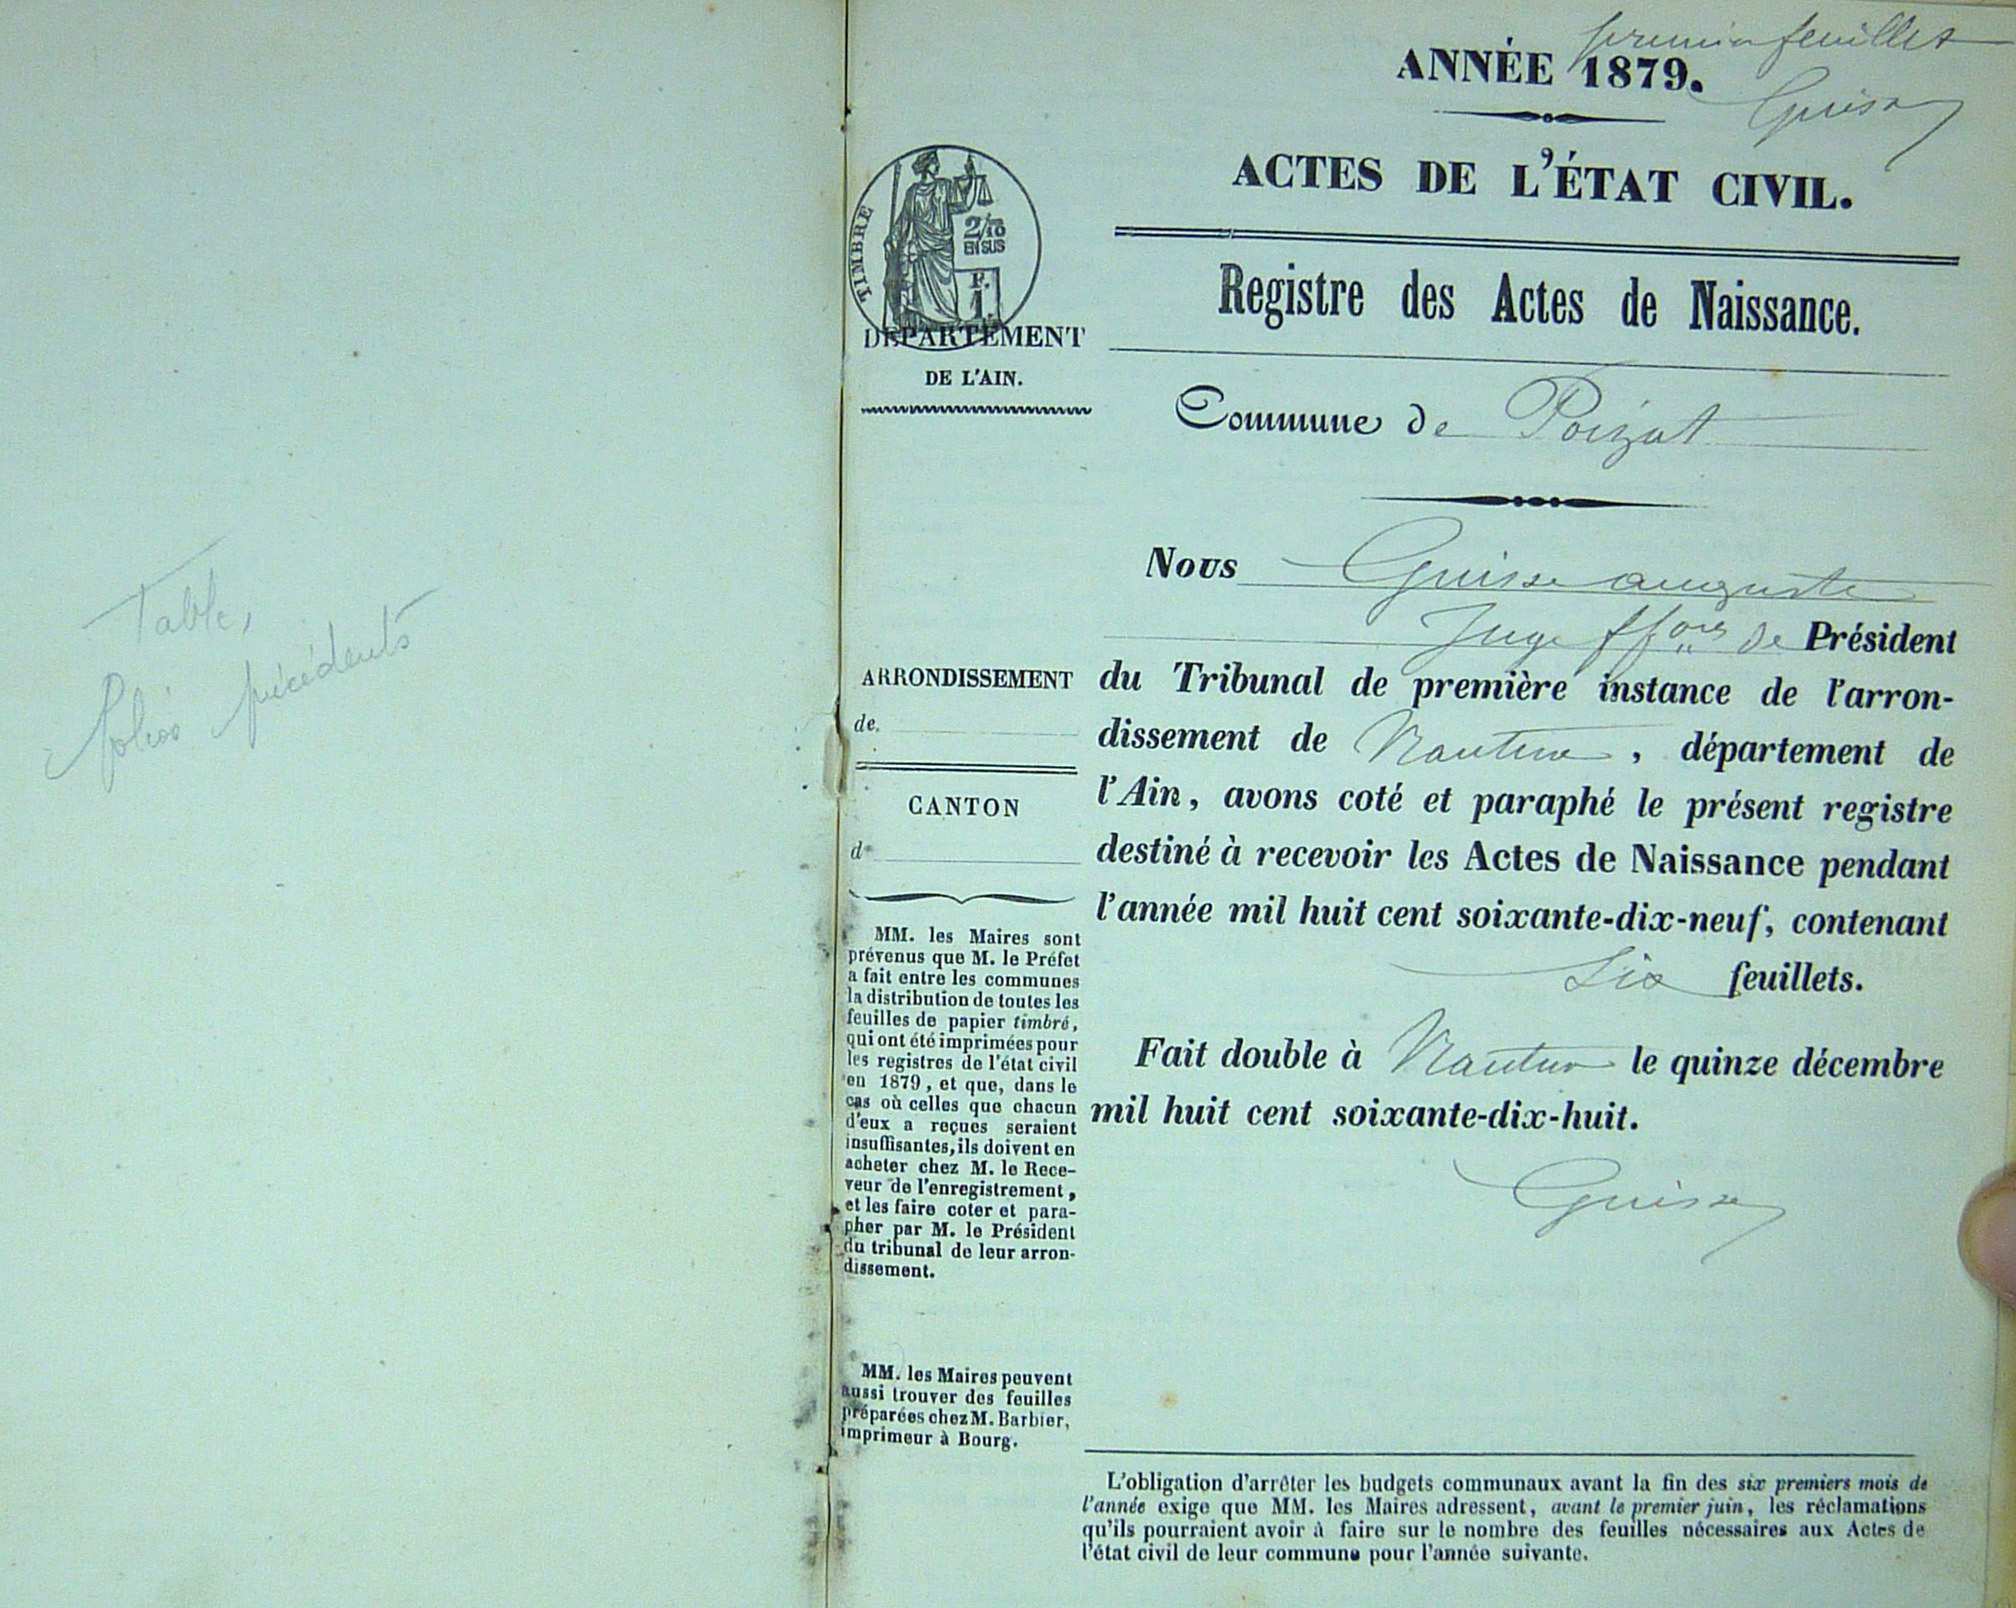 Table,
folios précédents
premier feuillet
ANNÉE 1879.
Guisse
ACTES DE L'ÉTAT CIVIL.
TIMBRE
2/10
EN SUS
F.
1
Registre des Actes de Naissance.
DÉPARTEMENT
DE L'AIN.
Commune de Poizat
Nous Guisse auguste
Juge ffons de Président
du Tribunal de première instance de l'arron-
dissement de Nantua, département de
l'Ain, avons coté et paraphé le présent registre
destiné à recevoir les Actes de Naissance pendant
l'année mil huit cent soixante-dix-neuf, contenant
Six feuillets.
Fait double à Nantua le quinze décembre
mil huit cent soixante-dix-huit.
Guisse
ARRONDISSEMENT
de
CANTON
d
MM. les Maires sont
prévenus que M. le Préfet
a fait entre les communes
la distribution de toutes les
feuilles de papier timbré,
qui ont été imprimées pour
les registres de l'état civil
en 1879, et que, dans le
cas où celles que chacun
d'eux a reçues seraient
insuffisantes, ils doivent en
acheter chez M. le Rece-
veur de l'enregistrement,
et les faire coter et para-
pher par M. le Président
du tribunal de leur arron-
dissement.
MM. les Maires peuvent
aussi trouver des feuilles
préparées chez M. Barbier,
imprimeur à Bourg.
L'obligation d'arrêter les budgets communaux avant la fin des six premiers mois de
l'année exige que MM. les Maires adressent, avant le premier juin, les réclamations
qu'ils pourraient avoir à faire sur le nombre des feuilles nécessaires aux Actes de
l'état civil de leur commune pour l'année suivante.